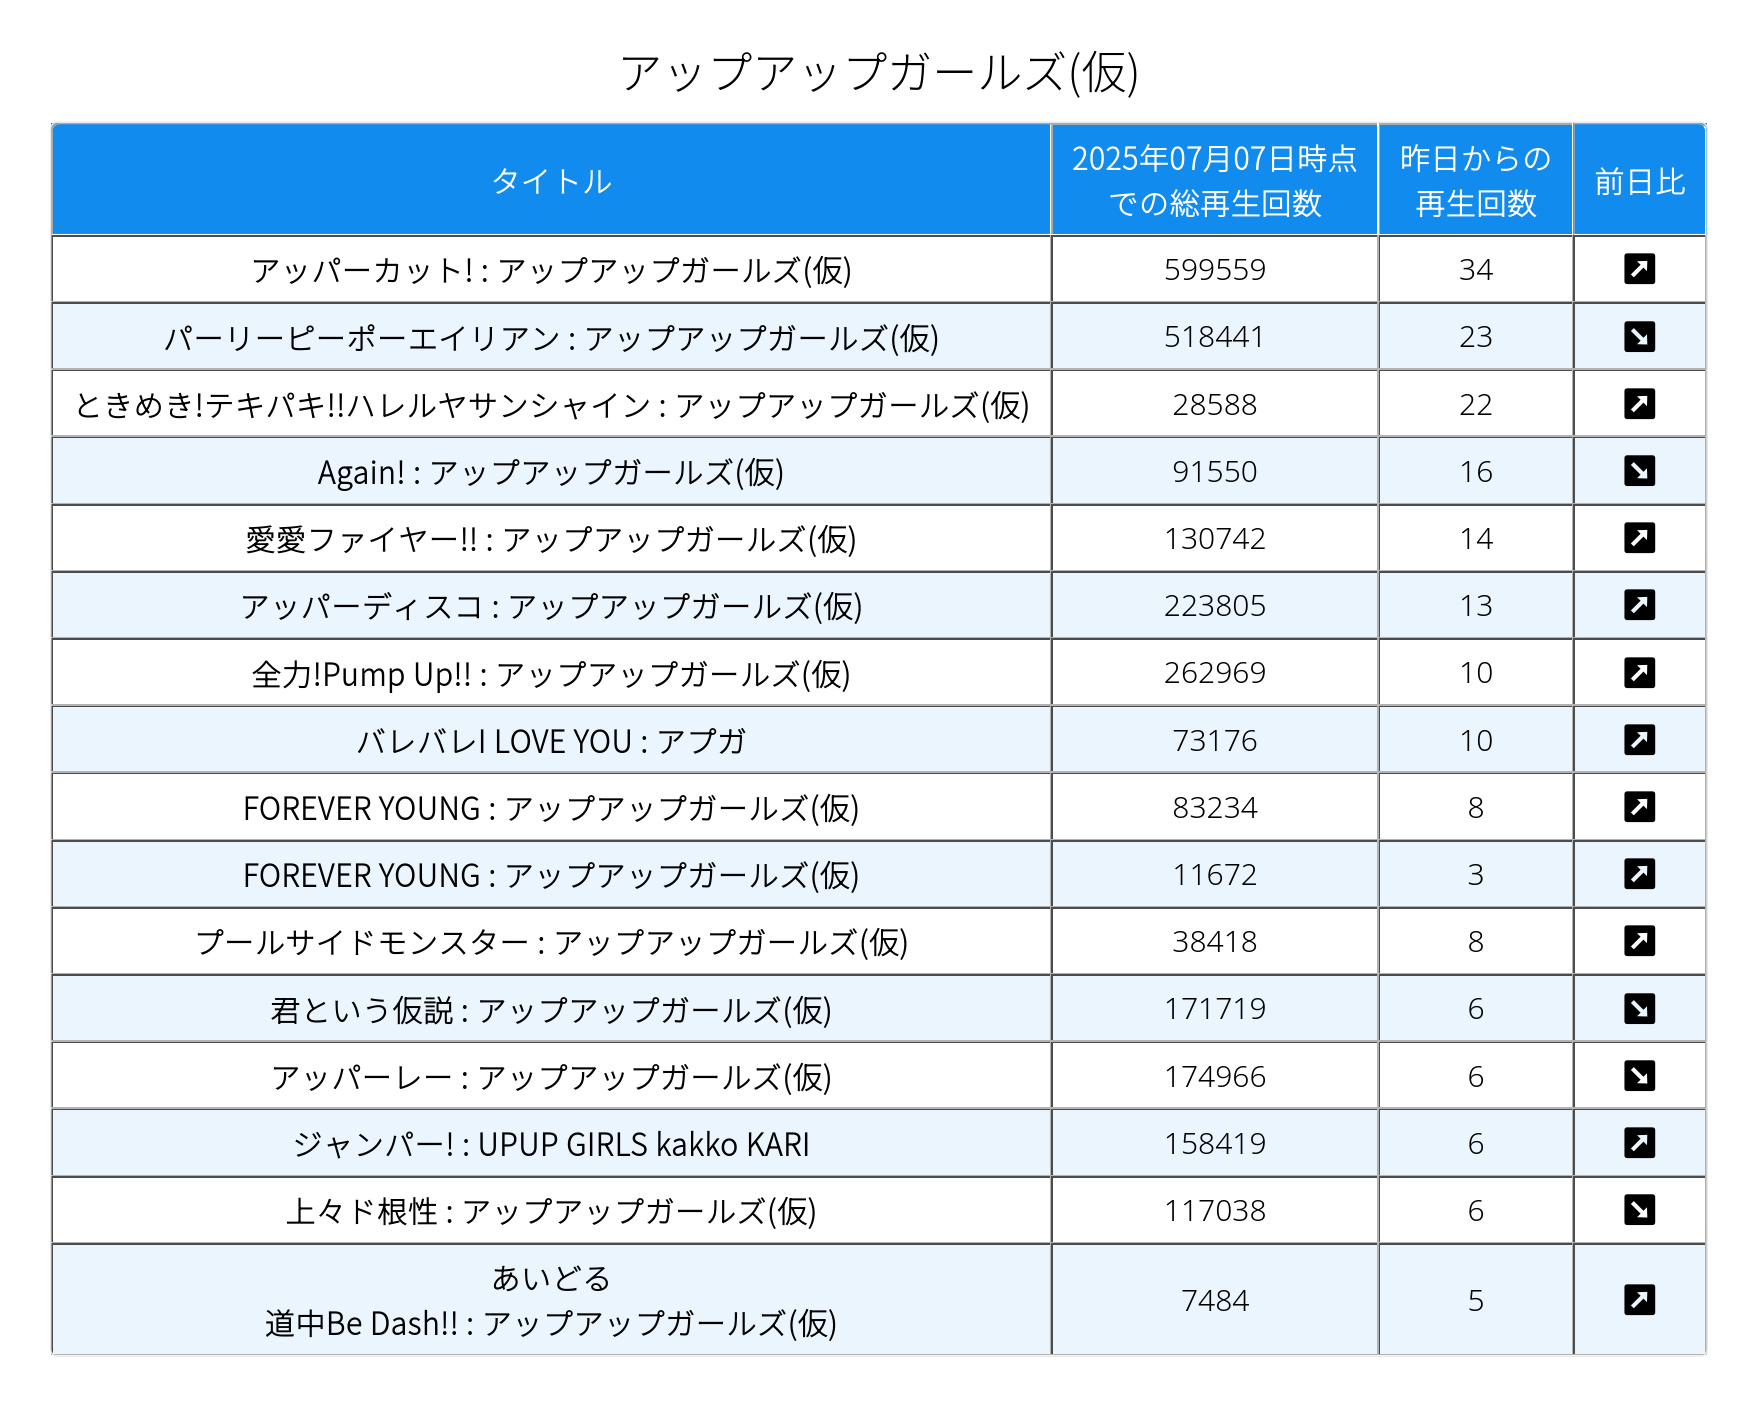 アップアップガールズ(仮)
タイトル 2025年07月07日時点 昨日からの 前日比
での総再生回数 再生回数
アッパーカット! : アップアップガールズ(仮) 599559 34
パーリーピーポーエイリアン : アップアップガールズ(仮) 518441 23
ときめき!テキパキ!!ハレルヤサンシャイン : アップアップガールズ(仮) 28588 22
Again! : アップアップガールズ(仮) 91550 16
愛愛ファイヤー!! : アップアップガールズ(仮) 130742 14
アッパーディスコ : アップアップガールズ(仮) 223805 13
全力!Pump Up!! : アップアップガールズ(仮) 262969 10
バレバレI LOVE YOU : アプガ 73176 10
FOREVER YOUNG : アップアップガールズ(仮) 83234 8
FOREVER YOUNG : アップアップガールズ(仮) 11672 3
プールサイドモンスター : アップアップガールズ(仮) 38418 8
君という仮説 : アップアップガールズ(仮) 171719 6
アッパーレー : アップアップガールズ(仮) 174966 6
ジャンパー! : UPUP GIRLS kakko KARI 158419 6
上々ド根性 : アップアップガールズ(仮) 117038 6
あいどる
道中Be Dash!! : アップアップガールズ(仮) 7484 5